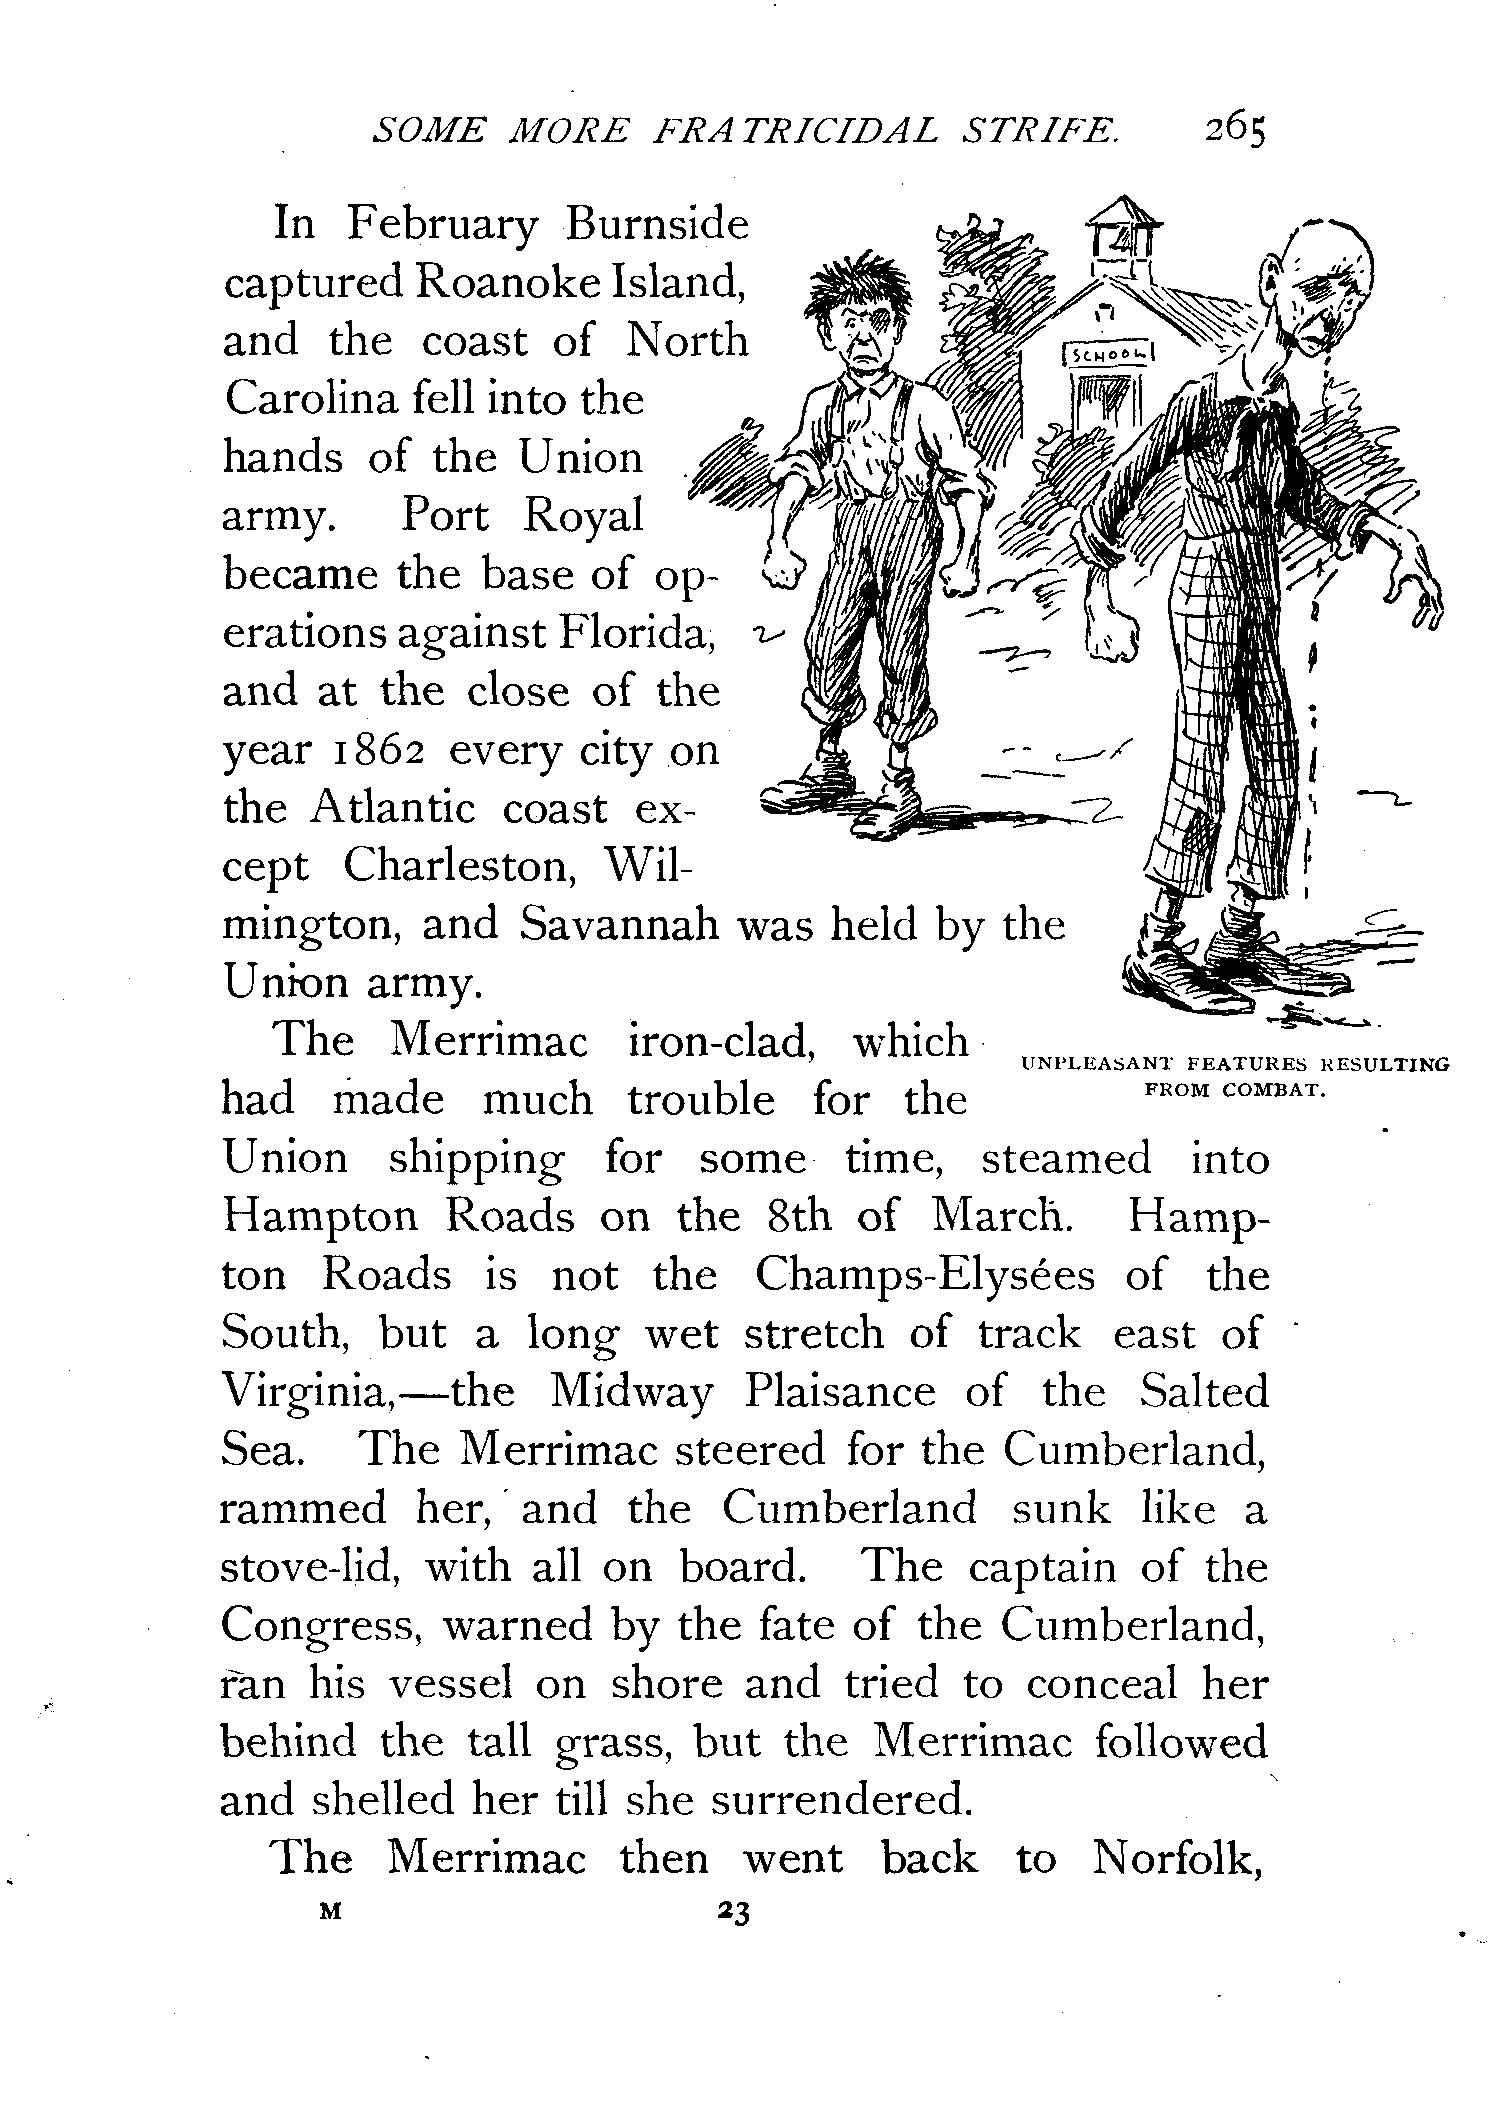 SOME MORE FRATRICIDAL STRIFE. 265
In February Burnside
captured Roanoke Island,
and the coast of North
Carolina fell into the
hands of the Union
army. Port Royal
became the base of op-
erations against Florida,
and at the close of the
year 1862 every city on
the Atlantic coast ex-
cept Charleston, Wil-
mington, and Savannah was held by the
Union army.
SCHOOL
UNPLEASANT FEATURES RESULTING
FROM COMBAT.
The Merrimac iron-clad, which
had made much trouble for the
Union shipping for some time, steamed into
Hampton Roads on the 8th of March. Hamp-
ton Roads is not the Champs-Elysées of the
South, but a long wet stretch of track east of
Virginia,—the Midway Plaisance of the Salted
Sea. The Merrimac steered for the Cumberland,
rammed her, and the Cumberland sunk like a
stove-lid, with all on board. The captain of the
Congress, warned by the fate of the Cumberland,
ran his vessel on shore and tried to conceal her
behind the tall grass, but the Merrimac followed
and shelled her till she surrendered.
The Merrimac then went back to Norfolk,
M 23